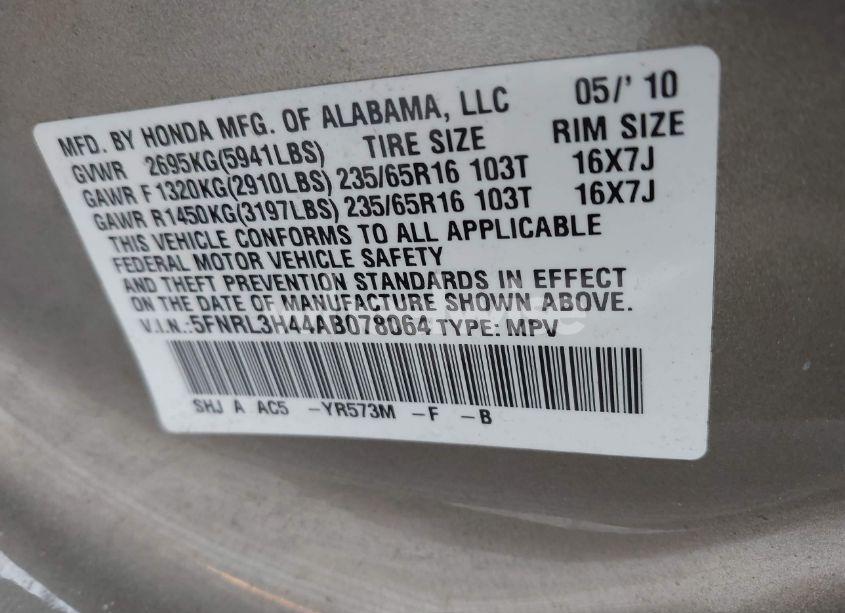 MFD. BY HONDA MFG. OF ALABAMA, LLC 05/' 10
GVWR 2695KG(5941LBS) TIRE SIZE RIM SIZE
GAWR F 1320KG(2910LBS) 235/65R16 103T 16X7J
GAWR R1450KG(3197LBS) 235/65R16 103T 16X7J
THIS VEHICLE CONFORMS TO ALL APPLICABLE
FEDERAL MOTOR VEHICLE SAFETY
AND THEFT PREVENTION STANDARDS IN EFFECT
ON THE DATE OF MANUFACTURE SHOWN ABOVE.
V.I.N.:5FNRL3H44AB078064 TYPE: MPV
SHJ A AC5 -YR573M -F -B